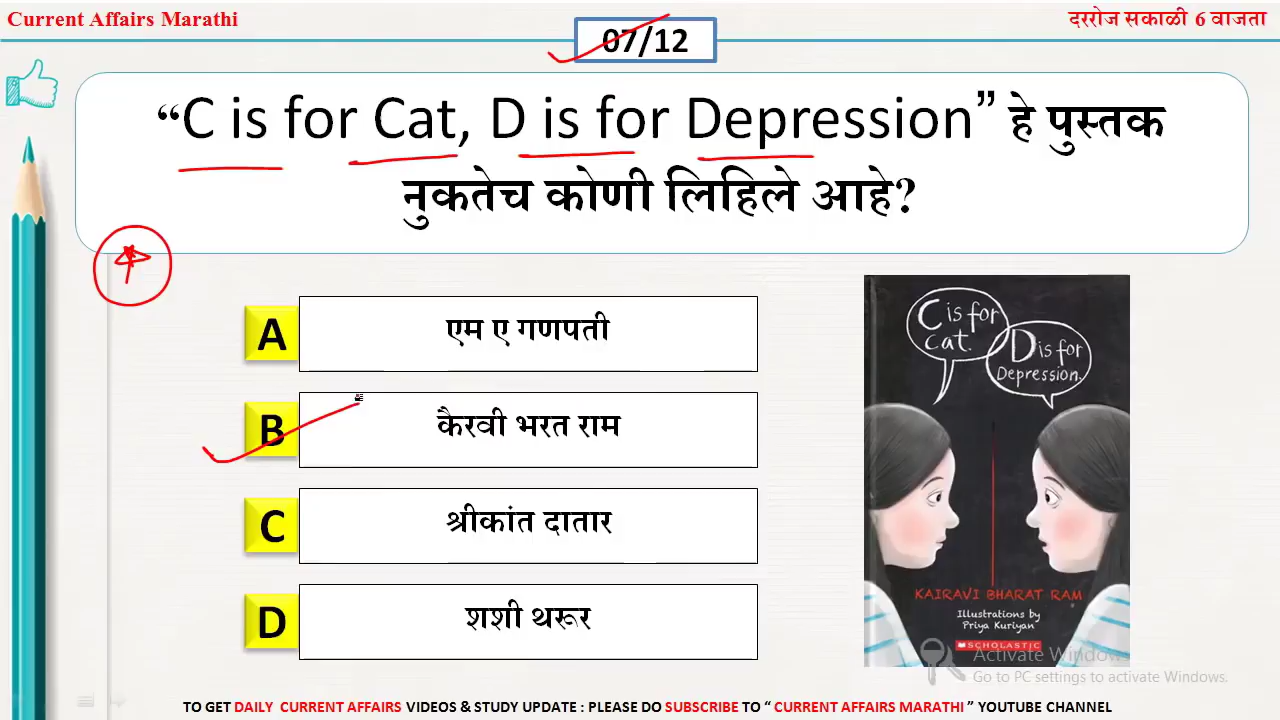 Current Affairs Marathi
दररोज सकाळी 6 वाजता
07/12
“C is for Cat, D is for Depression” हे पुस्तक
नुकतेच कोणी लिहिले आहे?
A
एम ए गणपती
B
कैरवी भरत राम
C
श्रीकांत दातार
D
शशी थरूर
C is for
Cat.
D is for
Depression.
KAIRAVI BHARAT RAM
Illustrations by
Priya Kuriyan
SCHOLASTIC
Activate Windows
Go to PC settings to activate Windows.
TO GET DAILY CURRENT AFFAIRS VIDEOS & STUDY UPDATE : PLEASE DO SUBSCRIBE TO “ CURRENT AFFAIRS MARATHI ” YOUTUBE CHANNEL